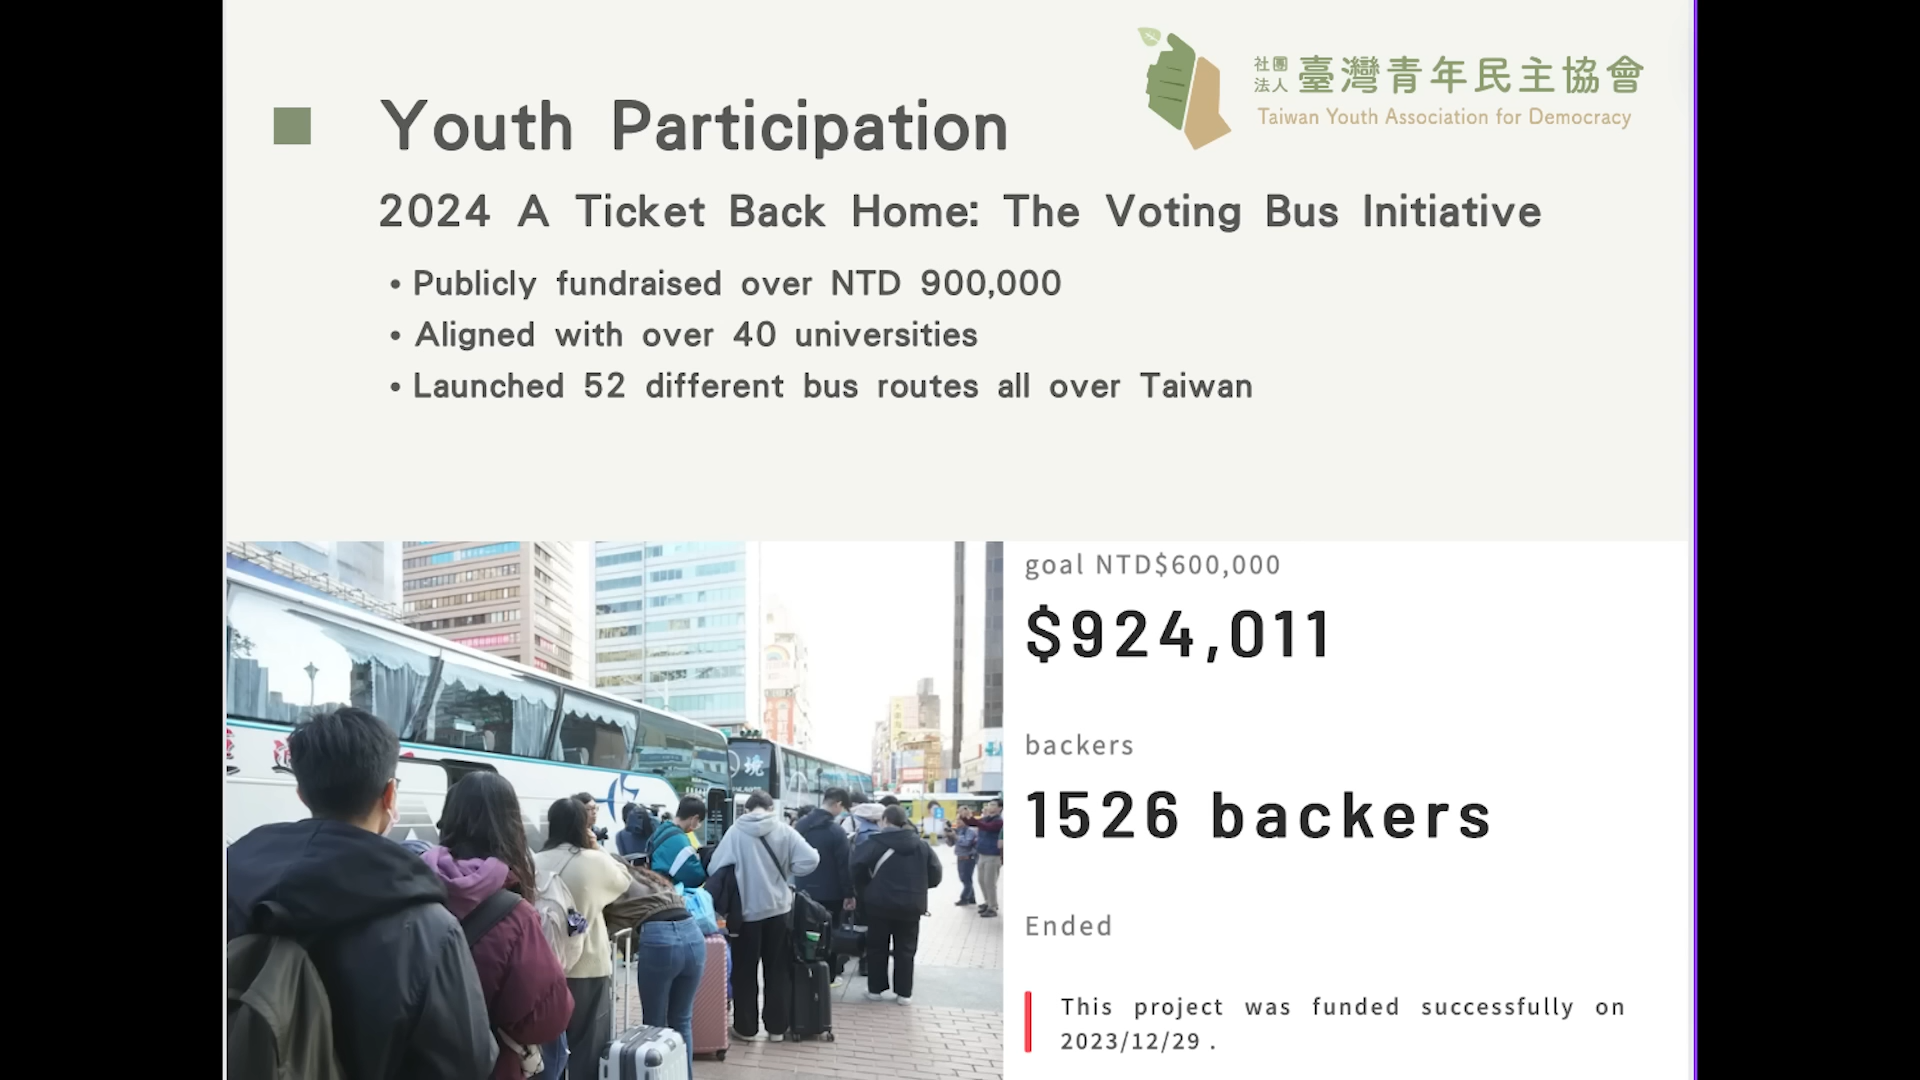 社團法人
臺灣青年民主協會
Taiwan Youth Association for Democracy
Youth Participation
2024 A Ticket Back Home: The Voting Bus Initiative
• Publicly fundraised over NTD 900,000
• Aligned with over 40 universities
• Launched 52 different bus routes all over Taiwan
goal NTD$600,000
$924,011
backers
1526 backers
Ended
This project was funded successfully on
2023/12/29 .